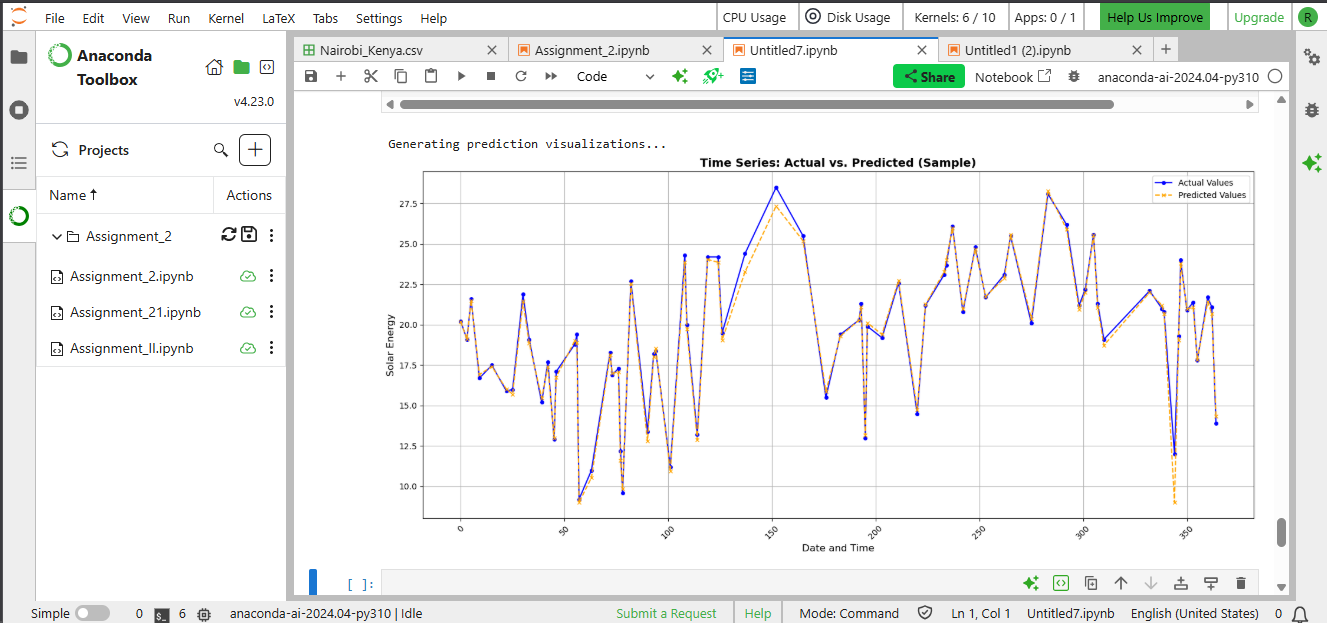 File Edit View Run Kernel LaTeX Tabs Settings Help CPU Usage Disk Usage Kernels: 6 / 10 Apps: 0 / 1 Help Us Improve Upgrade R
Anaconda
Toolbox
v4.23.0
Projects
Name Actions
Assignment_2
Assignment_2.ipynb
Assignment_21.ipynb
Assignment_II.ipynb
Nairobi_Kenya.csv Assignment_2.ipynb Untitled7.ipynb Untitled1 (2).ipynb
Code Share Notebook anaconda-ai-2024.04-py310
Generating prediction visualizations...
Time Series: Actual vs. Predicted (Sample)
Actual Values
Predicted Values
Solar Energy
27.5
25.0
22.5
20.0
17.5
15.0
12.5
10.0
0 50 100 150 200 250 300 350
Date and Time
[ ]:
Simple 0 $_ 6 anaconda-ai-2024.04-py310 | Idle Submit a Request Help Mode: Command Ln 1, Col 1 Untitled7.ipynb English (United States) 0